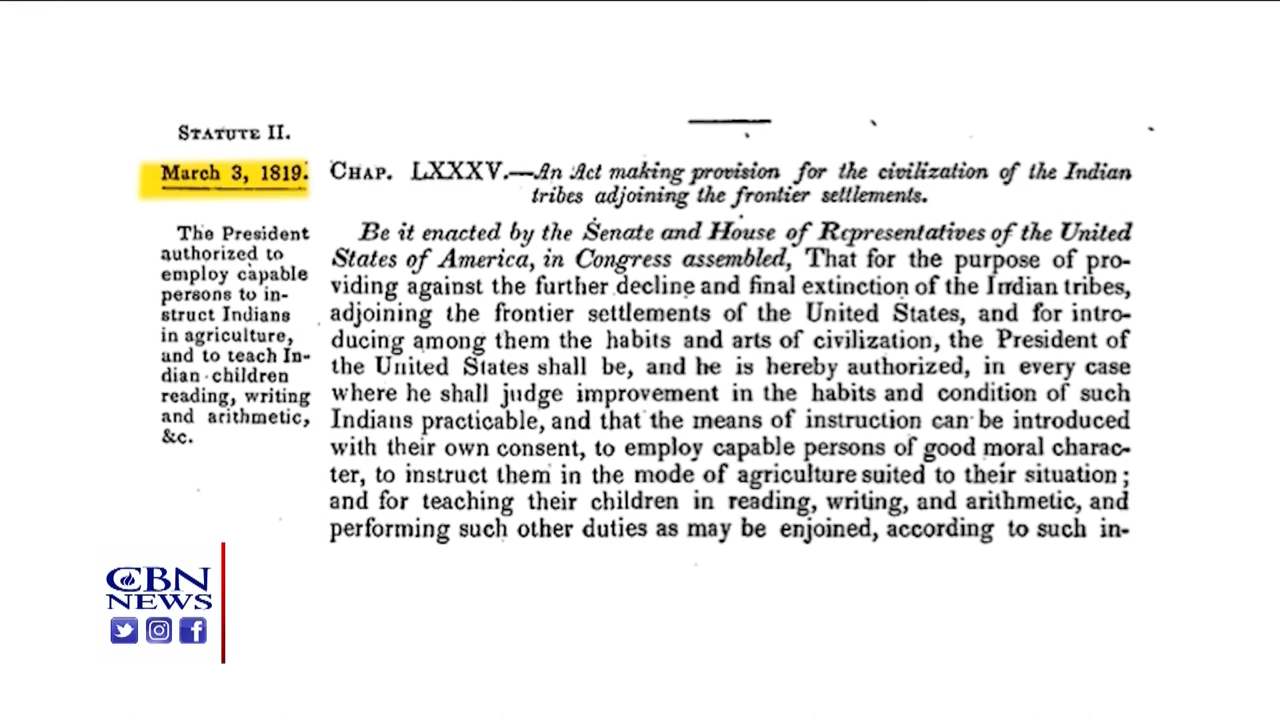 STATUTE II.
March 3, 1819.
The President
authorized to
employ capable
persons to in-
struct Indians
in agriculture,
and to teach In-
dian children
reading, writing
and arithmetic,
&c.
CHAP. LXXXV.—An Act making provision for the civilization of the Indian
tribes adjoining the frontier settlements.
Be it enacted by the Senate and House of Representatives of the United
States of America, in Congress assembled, That for the purpose of pro-
viding against the further decline and final extinction of the Indian tribes,
adjoining the frontier settlements of the United States, and for intro-
ducing among them the habits and arts of civilization, the President of
the United States shall be, and he is hereby authorized, in every case
where he shall judge improvement in the habits and condition of such
Indians practicable, and that the means of instruction can be introduced
with their own consent, to employ capable persons of good moral charac-
ter, to instruct them in the mode of agriculture suited to their situation;
and for teaching their children in reading, writing, and arithmetic, and
performing such other duties as may be enjoined, according to such in-
CBN
NEWS